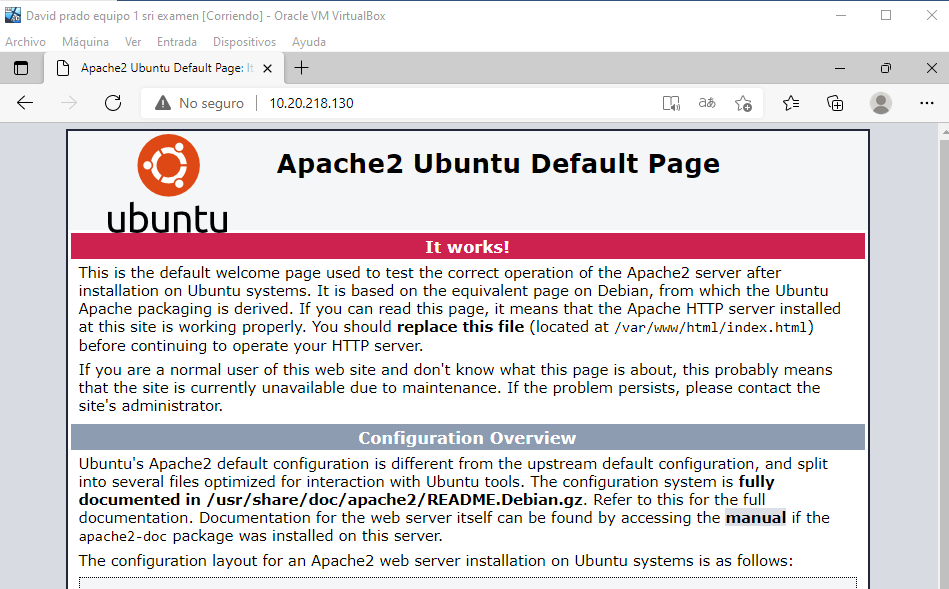 David prado equipo 1 sri examen [Corriendo] - Oracle VM VirtualBox
Archivo Máquina Ver Entrada Dispositivos Ayuda
Apache2 Ubuntu Default Page: It
No seguro 10.20.218.130
Apache2 Ubuntu Default Page
ubuntu
It works!
This is the default welcome page used to test the correct operation of the Apache2 server after
installation on Ubuntu systems. It is based on the equivalent page on Debian, from which the Ubuntu
Apache packaging is derived. If you can read this page, it means that the Apache HTTP server installed
at this site is working properly. You should replace this file (located at /var/www/html/index.html)
before continuing to operate your HTTP server.
If you are a normal user of this web site and don't know what this page is about, this probably means
that the site is currently unavailable due to maintenance. If the problem persists, please contact the
site's administrator.
Configuration Overview
Ubuntu's Apache2 default configuration is different from the upstream default configuration, and split
into several files optimized for interaction with Ubuntu tools. The configuration system is fully
documented in /usr/share/doc/apache2/README.Debian.gz. Refer to this for the full
documentation. Documentation for the web server itself can be found by accessing the manual if the
apache2-doc package was installed on this server.
The configuration layout for an Apache2 web server installation on Ubuntu systems is as follows: